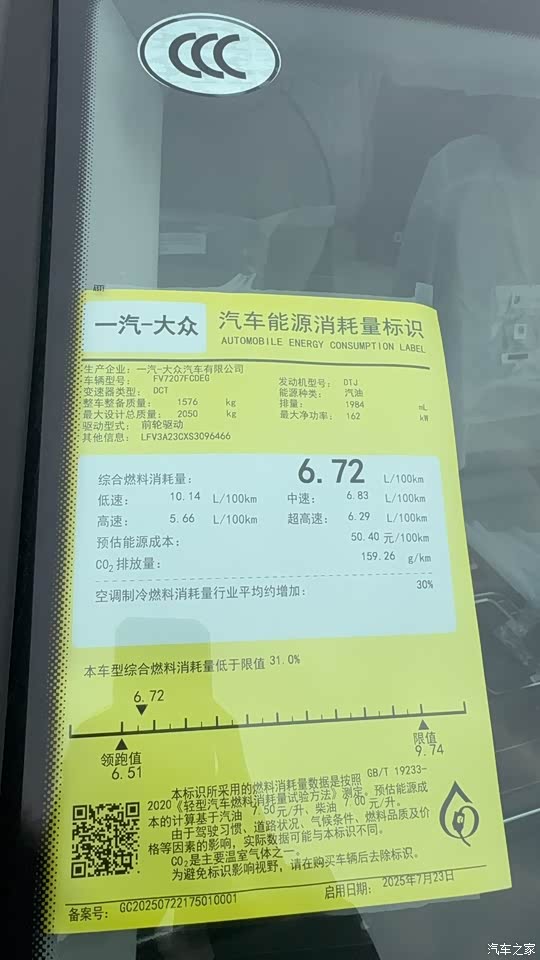 CCC
一汽-大众
汽车能源消耗量标识
AUTOMOBILE ENERGY CONSUMPTION LABEL
生产企业: 一汽-大众汽车有限公司
车辆型号: FV7207FCDEG 发动机型号: DTJ
变速器类型: DCT 能源种类: 汽油
整车整备质量: 1576 kg 排量: 1984 mL
最大设计总质量: 2050 kg 最大净功率: 162 kW
驱动型式: 前轮驱动
其他信息: LFV3A23CXS3096466
综合燃料消耗量: 6.72 L/100km
低速: 10.14 L/100km 中速: 6.83 L/100km
高速: 5.66 L/100km 超高速: 6.29 L/100km
预估能源成本: 50.40 元/100km
CO2 排放量: 159.26 g/km
空调制冷燃料消耗量行业平均约增加: 30%
本车型综合燃料消耗量低于限值 31.0%
6.72
领跑值 限值
6.51 9.74
本标识所采用的燃料消耗量数据是按照 GB/T 19233-
2020《轻型汽车燃料消耗量试验方法》测定。预估能源成
本的计算基于汽油 7.50元/升、柴油 7.00 元/升。
由于驾驶习惯、道路状况、气候条件、燃料品质及价
格等因素的影响，实际数据可能与本标识不同。
CO2是主要温室气体之一。
为避免标识影响视野，请在购买车辆后去除标识。
备案号: GC20250722175010001 启用日期: 2025年7月23日
汽车之家